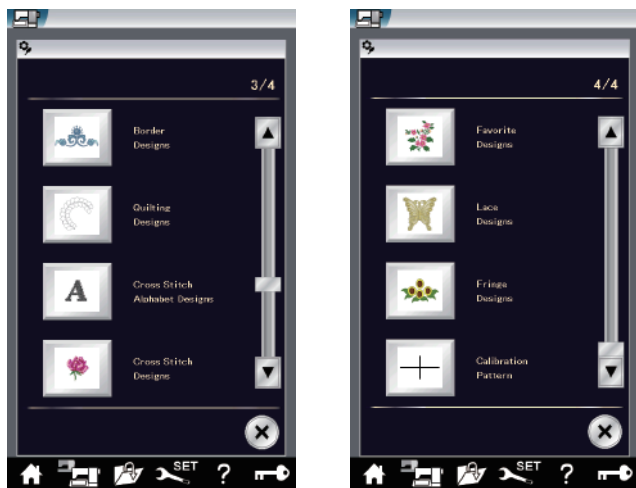 3/4
Border
Designs
Quilting
Designs
A
Cross Stitch
Alphabet Designs
Cross Stitch
Designs
SET
?
4/4
Favorite
Designs
Lace
Designs
Fringe
Designs
Calibration
Pattern
SET
?